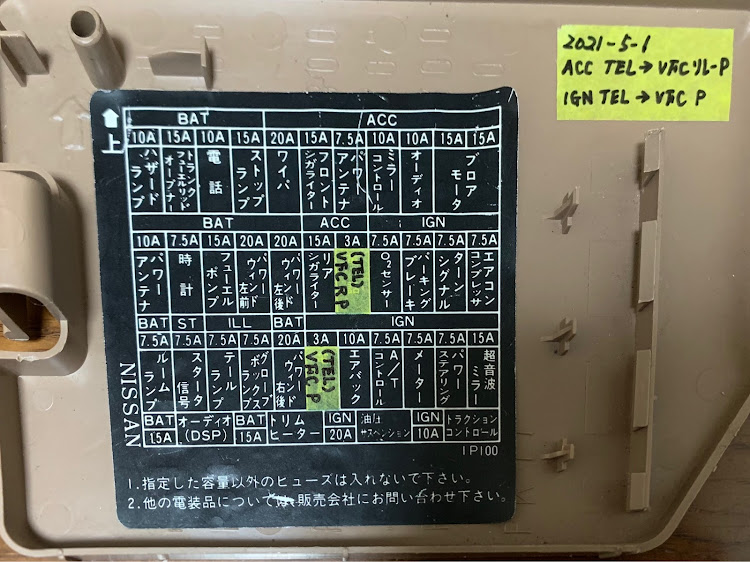 2021-5-1
ACC TEL→VFCリレーP
IGN TEL→VFC P
上
BAT ACC
10A 15A 10A 15A 20A 15A 7.5A 10A 10A 15A 15A
ハザードランプ トランクオープナー フューエルリッド 電話 ストップランプ ワイパ フロントシガライター パワーアンテナ ミラーコントロール オーディオ ブロアモータ
BAT ACC IGN
10A 7.5A 15A 20A 20A 15A 3A 7.5A 7.5A 7.5A 7.5A
パワーアンテナ 時計 フューエルポンプ パワーウィンド左前 パワーウィンド左後 リアシガライター (TEL) VFC R P O2センサー パーキングブレーキ ターンシグナル エアコンコンプレッサ
BAT ST ILL BAT IGN
7.5A 7.5A 7.5A 7.5A 20A 3A 10A 7.5A 7.5A 7.5A 15A
ルームランプ スタータ信号 テールランプ グローブボックスランプ パワーウィンド右後 (TEL) VFC P エアバック A/Tコントロール メーター パワーステアリング 超音波ミラー
BAT 15A オーディオ(DSP) BAT 15A トリムヒーター IGN 20A 油圧サスペンション IGN 10A トラクションコントロール
NISSAN
IP100
1.指定した容量以外のヒューズは入れないで下さい。
2.他の電装品については、販売会社にお問い合わせ下さい。